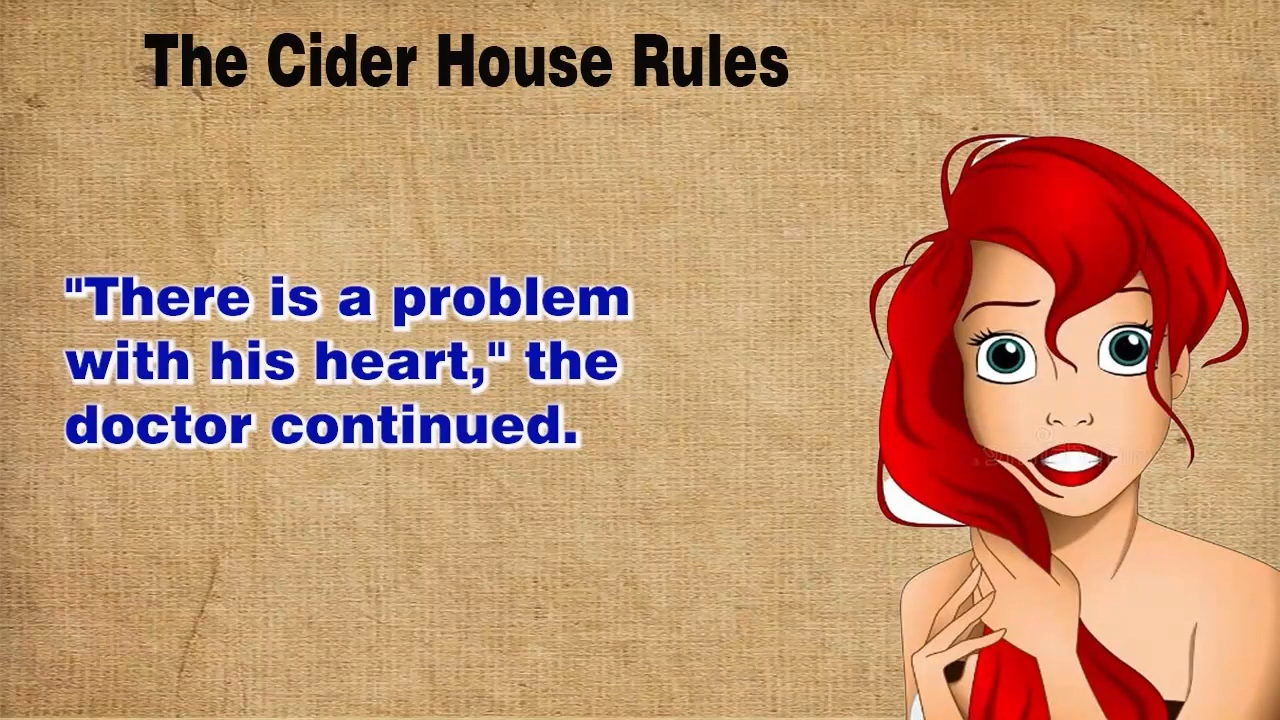 The Cider House Rules
"There is a problem
with his heart," the
doctor continued.